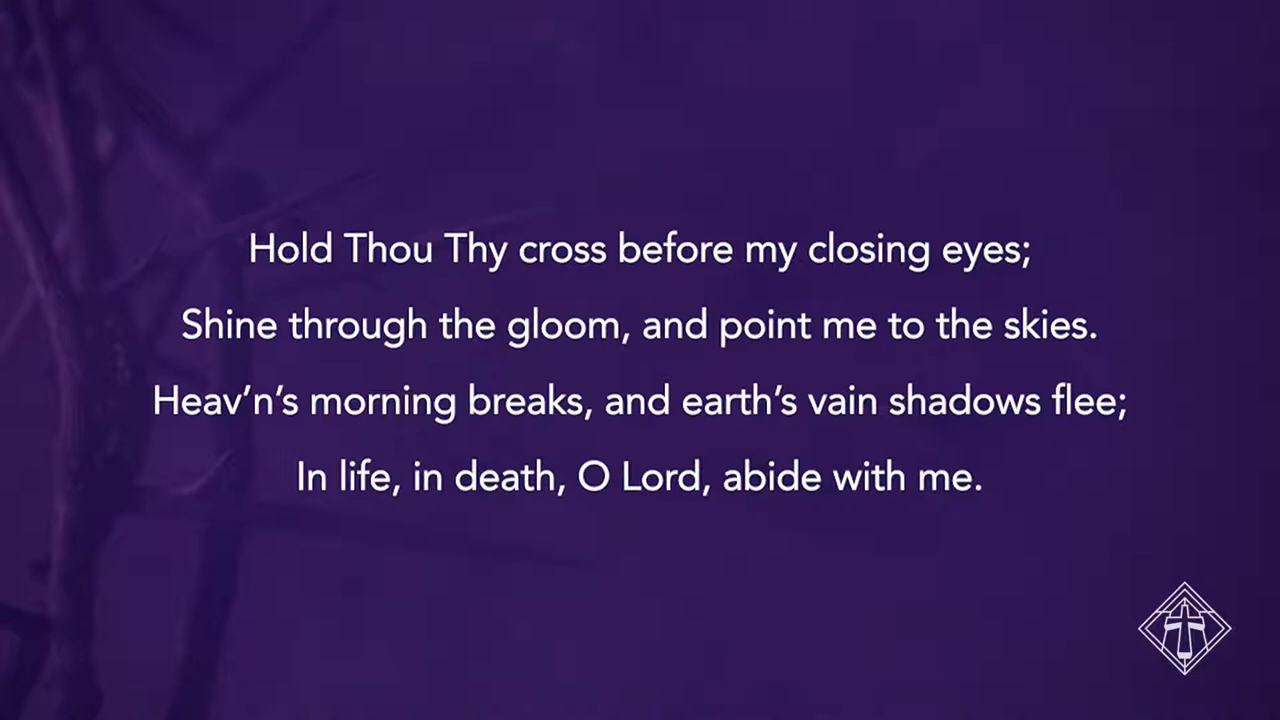 Hold Thou Thy cross before my closing eyes;
Shine through the gloom, and point me to the skies.
Heav’n’s morning breaks, and earth’s vain shadows flee;
In life, in death, O Lord, abide with me.